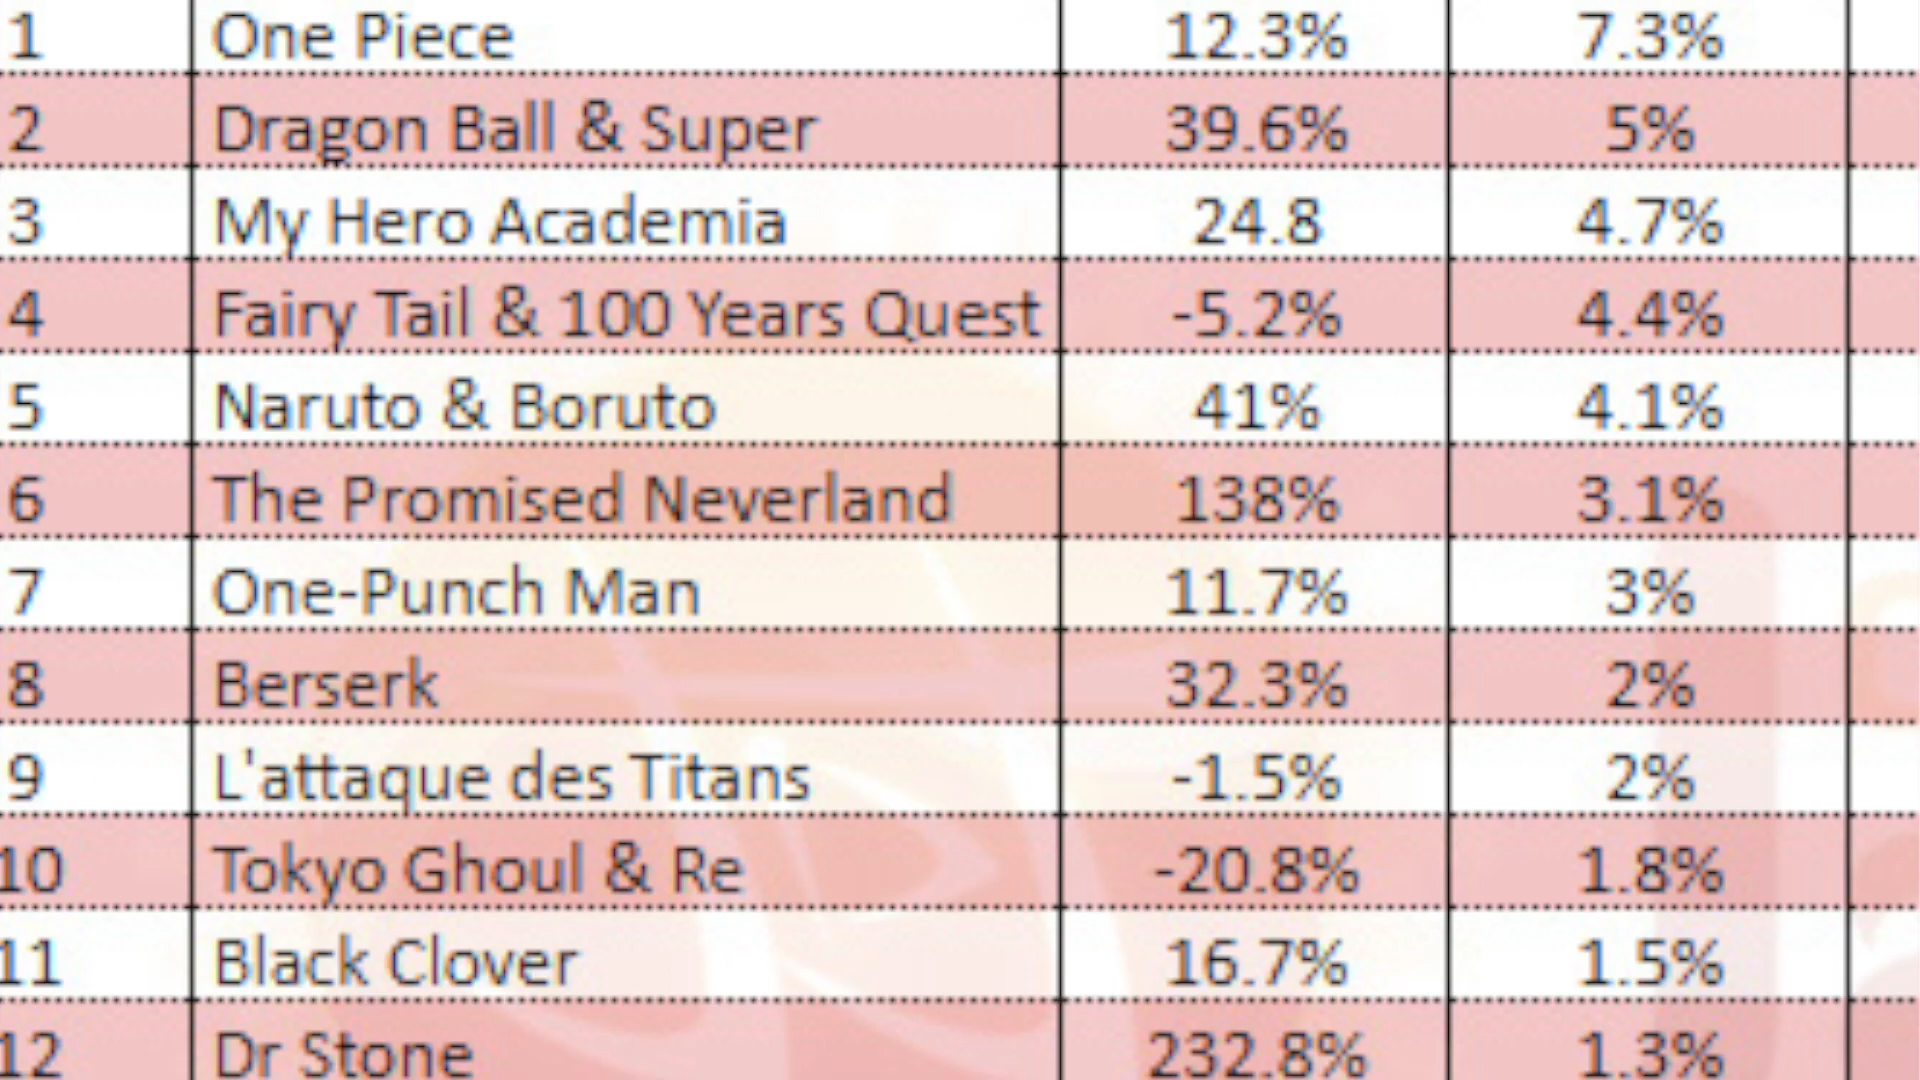 1 One Piece 12.3% 7.3%
2 Dragon Ball & Super 39.6% 5%
3 My Hero Academia 24.8 4.7%
4 Fairy Tail & 100 Years Quest -5.2% 4.4%
5 Naruto & Boruto 41% 4.1%
6 The Promised Neverland 138% 3.1%
7 One-Punch Man 11.7% 3%
8 Berserk 32.3% 2%
9 L'attaque des Titans -1.5% 2%
10 Tokyo Ghoul & Re -20.8% 1.8%
11 Black Clover 16.7% 1.5%
12 Dr Stone 232.8% 1.3%